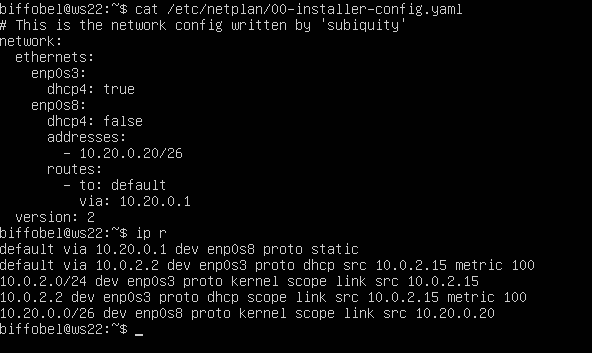 biffobel@ws22:~$ cat /etc/netplan/00-installer-config.yaml
# This is the network config written by 'subiquity'
network:
  ethernets:
    enp0s3:
      dhcp4: true
    enp0s8:
      dhcp4: false
      addresses:
        - 10.20.0.20/26
      routes:
        - to: default
          via: 10.20.0.1
  version: 2
biffobel@ws22:~$ ip r
default via 10.20.0.1 dev enp0s8 proto static
default via 10.0.2.2 dev enp0s3 proto dhcp src 10.0.2.15 metric 100
10.0.2.0/24 dev enp0s3 proto kernel scope link src 10.0.2.15
10.0.2.2 dev enp0s3 proto dhcp scope link src 10.0.2.15 metric 100
10.20.0.0/26 dev enp0s8 proto kernel scope link src 10.20.0.20
biffobel@ws22:~$ _